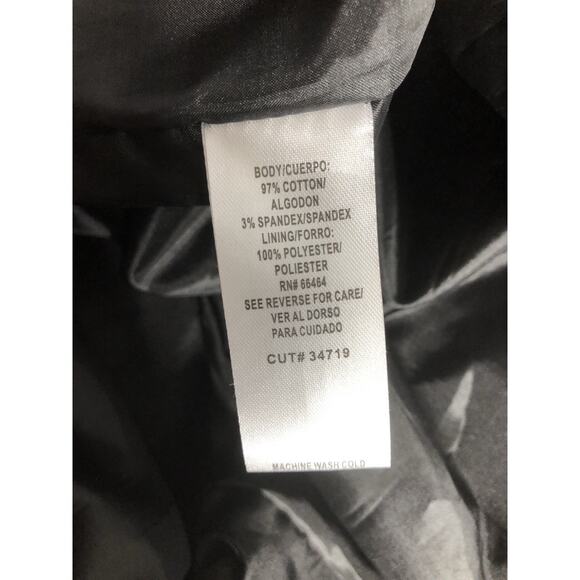 BODY/CUERPO:
97% COTTON/
ALGODON
3% SPANDEX/SPANDEX
LINING/FORRO:
100% POLYESTER/
POLIESTER
RN# 66464
SEE REVERSE FOR CARE/
VER AL DORSO
PARA CUIDADO
CUT# 34719
MACHINE WASH COLD